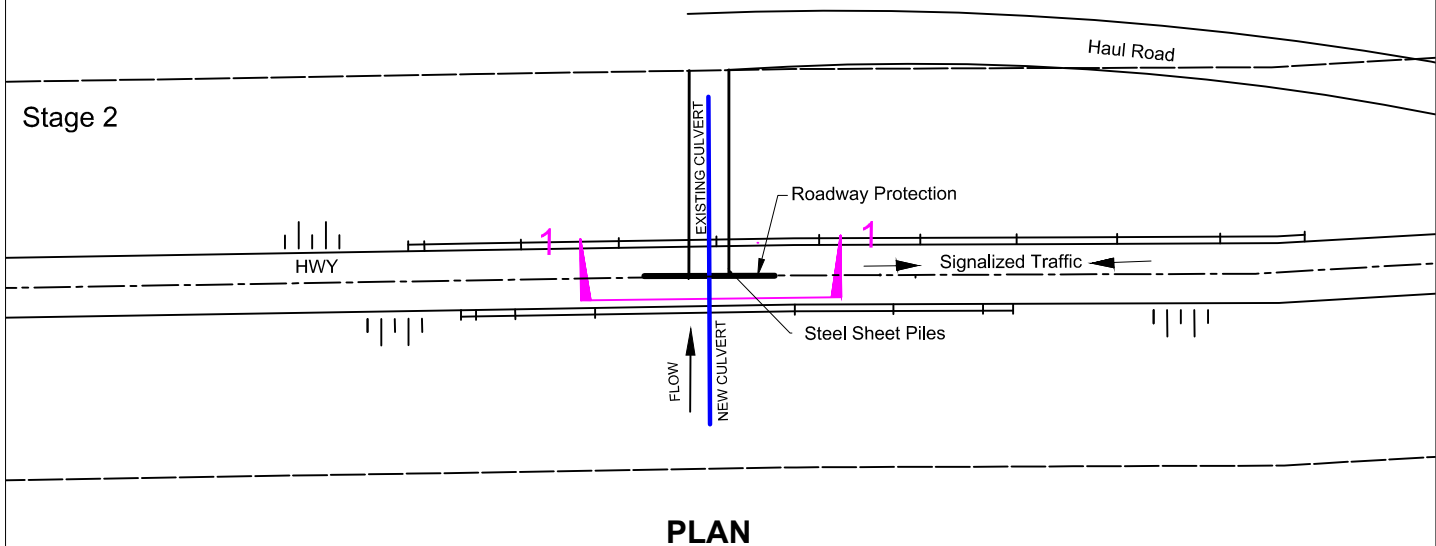 Haul Road
Stage 2
EXISTING CULVERT
Roadway Protection
1
1
HWY
Signalized Traffic
Steel Sheet Piles
FLOW
NEW CULVERT
PLAN